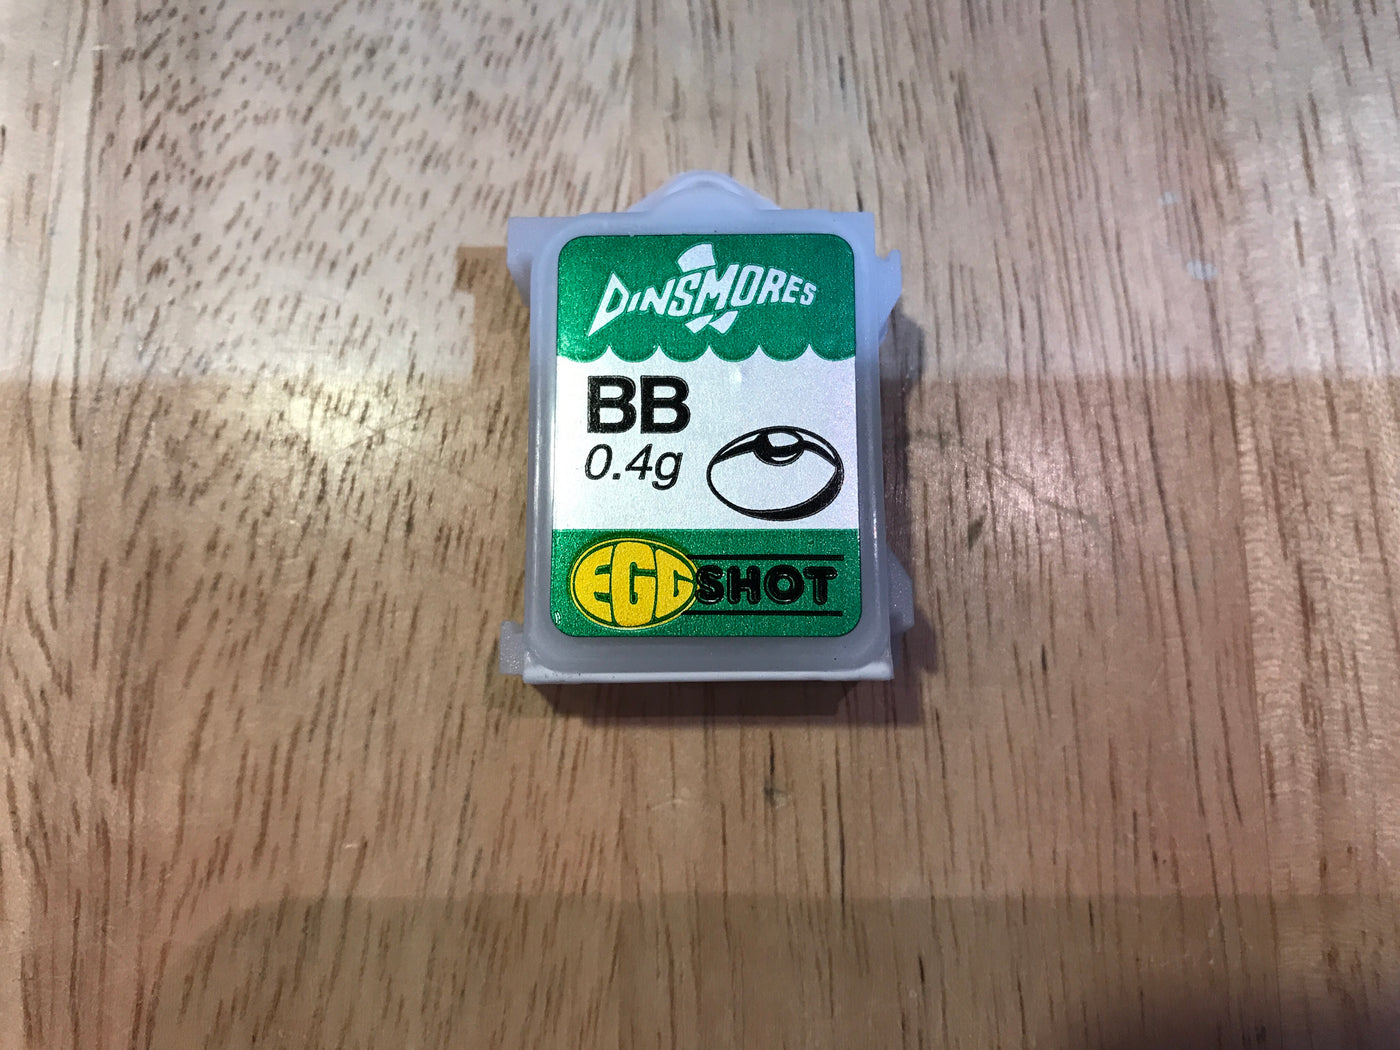 DINSMORES
BB
0.4g
EGG SHOT